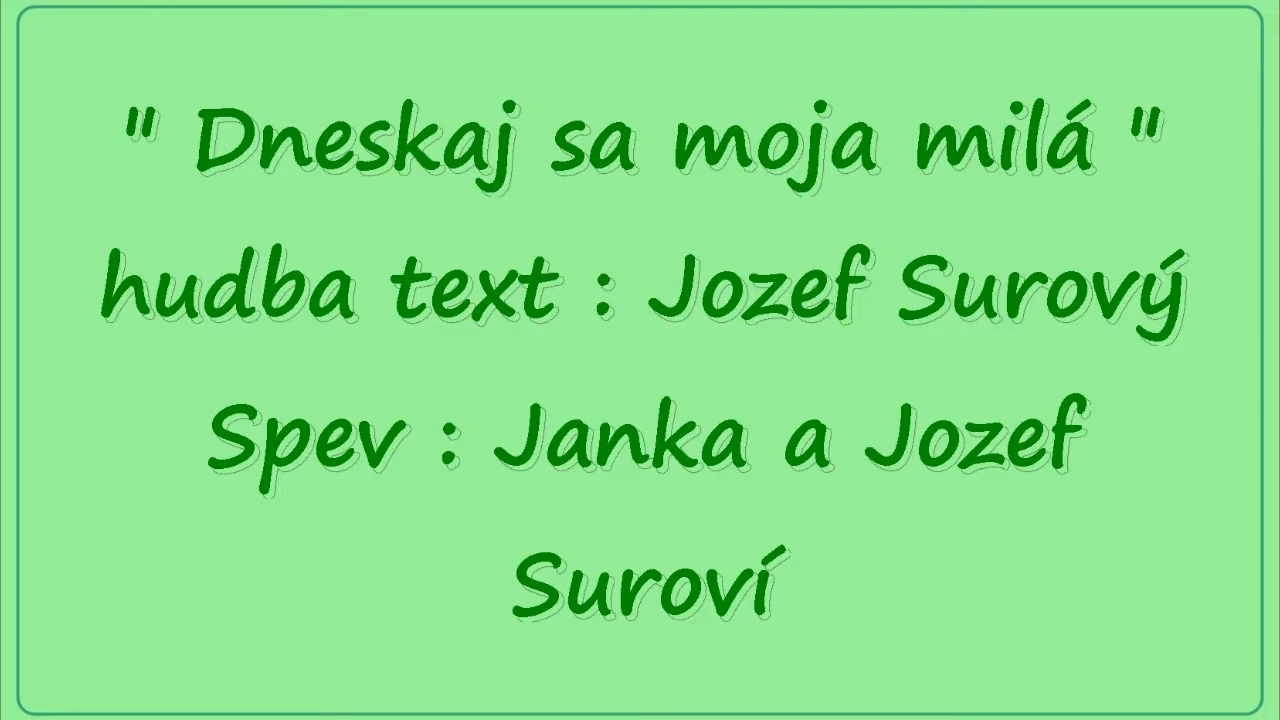 " Dneskaj sa moja milá "
hudba text : Jozef Surový
Spev : Janka a Jozef
Suroví